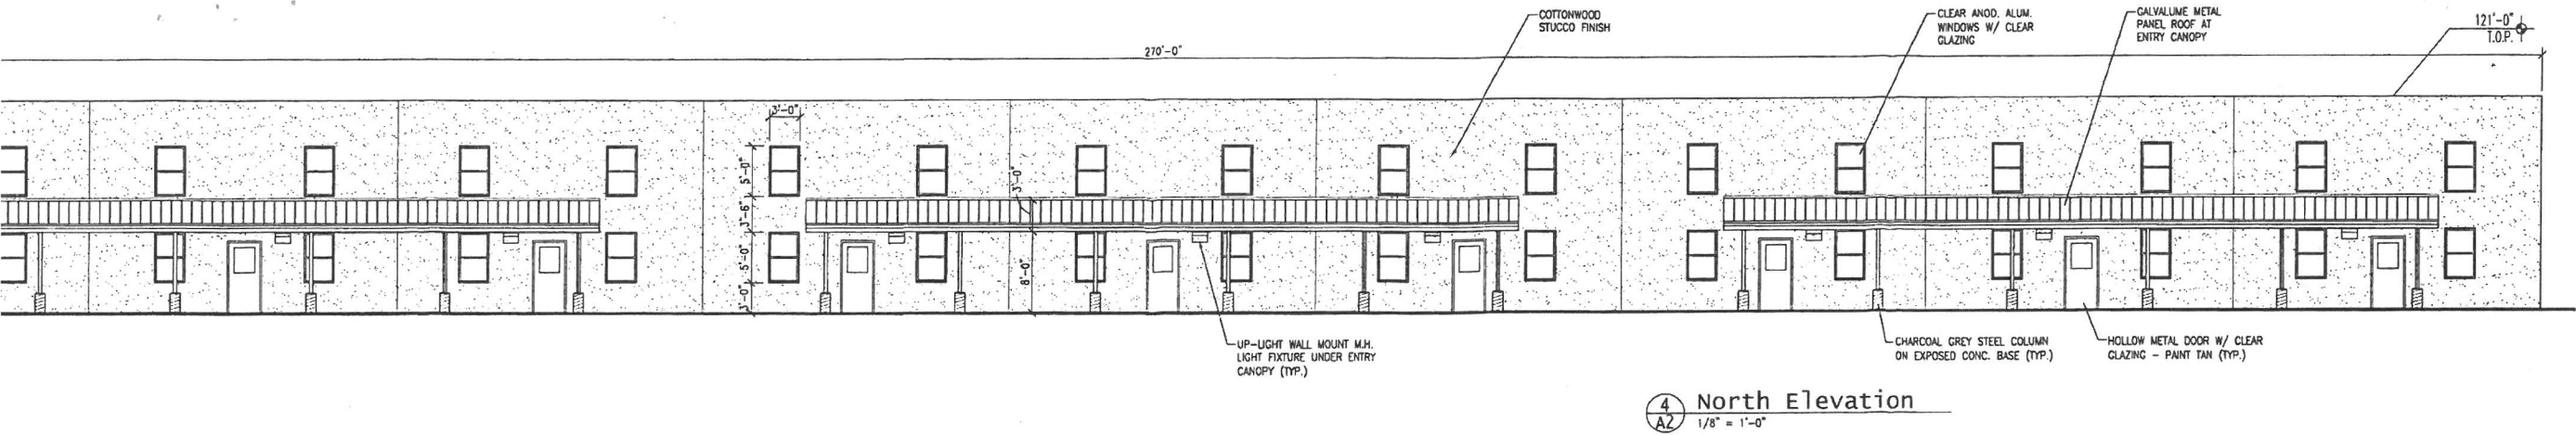 COTTONWOOD
STUCCO FINISH
CLEAR ANOD. ALUM.
WINDOWS W/ CLEAR
GLAZING
GALVALUME METAL
PANEL ROOF AT
ENTRY CANOPY
121'-0"
T.O.P.
270'-0"
3'-0"
5'-0"
3'-6"
5'-0"
3'-0"
3'-0"
8'-0"
UP-LIGHT WALL MOUNT M.H.
LIGHT FIXTURE UNDER ENTRY
CANOPY (TYP.)
CHARCOAL GREY STEEL COLUMN
ON EXPOSED CONC. BASE (TYP.)
HOLLOW METAL DOOR W/ CLEAR
GLAZING - PAINT TAN (TYP.)
4
A2
North Elevation
1/8" = 1'-0"